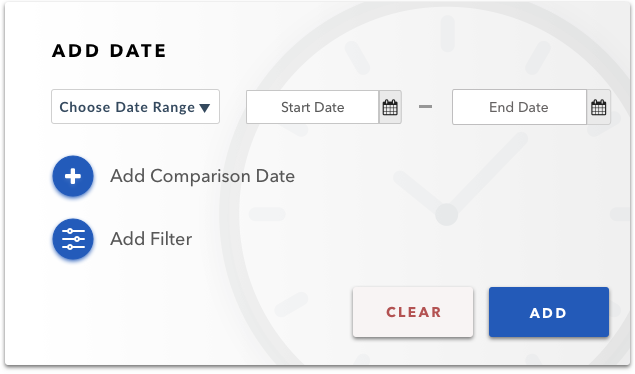 ADD DATE
Choose Date Range
Start Date
End Date
Add Comparison Date
Add Filter
CLEAR
ADD